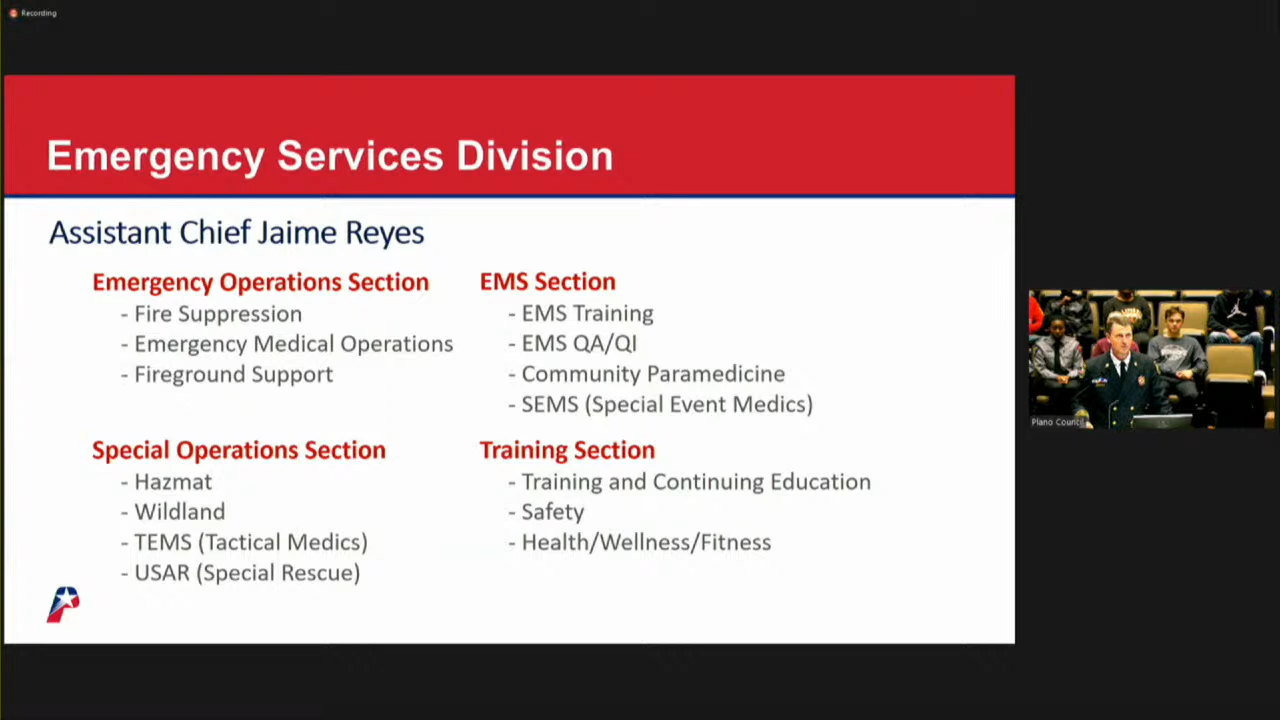 Recording
Emergency Services Division
Assistant Chief Jaime Reyes
Emergency Operations Section
- Fire Suppression
- Emergency Medical Operations
- Fireground Support
EMS Section
- EMS Training
- EMS QA/QI
- Community Paramedicine
- SEMS (Special Event Medics)
Special Operations Section
- Hazmat
- Wildland
- TEMS (Tactical Medics)
- USAR (Special Rescue)
Training Section
- Training and Continuing Education
- Safety
- Health/Wellness/Fitness
Plano Council